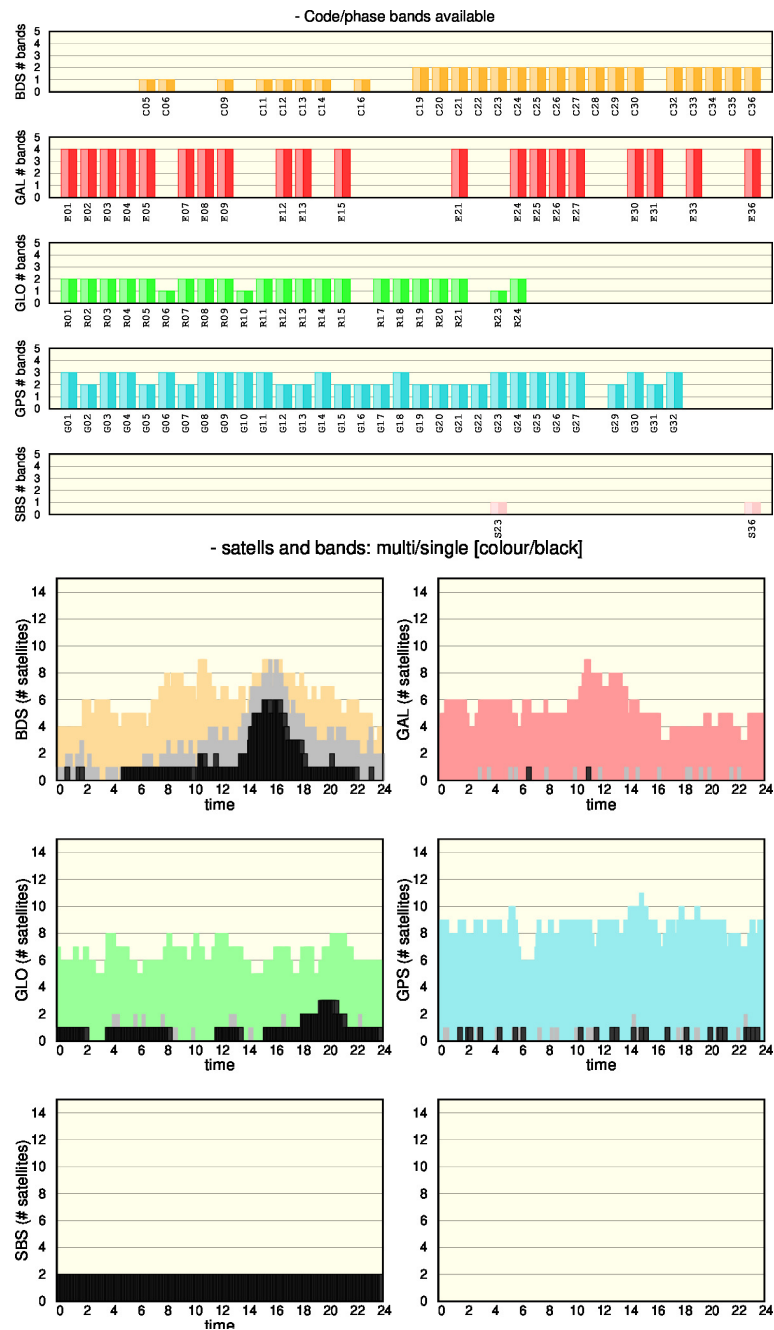 - Code/phase bands available
BDS # bands
5
4
3
2
1
0
C05 C06 C09 C11 C12 C13 C14 C16 C19 C20 C21 C22 C23 C24 C25 C26 C27 C28 C29 C30 C32 C33 C34 C35 C36
GAL # bands
5
4
3
2
1
0
E01 E02 E03 E04 E05 E07 E08 E09 E12 E13 E15 E21 E24 E25 E26 E27 E30 E31 E33 E36
GLO # bands
5
4
3
2
1
0
R01 R02 R03 R04 R05 R06 R07 R08 R09 R10 R11 R12 R13 R14 R15 R17 R18 R19 R20 R21 R23 R24
GPS # bands
5
4
3
2
1
0
G01 G02 G03 G04 G05 G06 G07 G08 G09 G10 G11 G12 G13 G14 G15 G16 G17 G18 G19 G20 G21 G22 G23 G24 G25 G26 G27 G29 G30 G31 G32
SBS # bands
5
4
3
2
1
0
S23 S36
- satells and bands: multi/single [colour/black]
BDS (# satellites)
14
12
10
8
6
4
2
0
0 2 4 6 8 10 12 14 16 18 20 22 24
time
GAL (# satellites)
14
12
10
8
6
4
2
0
0 2 4 6 8 10 12 14 16 18 20 22 24
time
GLO (# satellites)
14
12
10
8
6
4
2
0
0 2 4 6 8 10 12 14 16 18 20 22 24
time
GPS (# satellites)
14
12
10
8
6
4
2
0
0 2 4 6 8 10 12 14 16 18 20 22 24
time
SBS (# satellites)
14
12
10
8
6
4
2
0
0 2 4 6 8 10 12 14 16 18 20 22 24
time
14
12
10
8
6
4
2
0
0 2 4 6 8 10 12 14 16 18 20 22 24